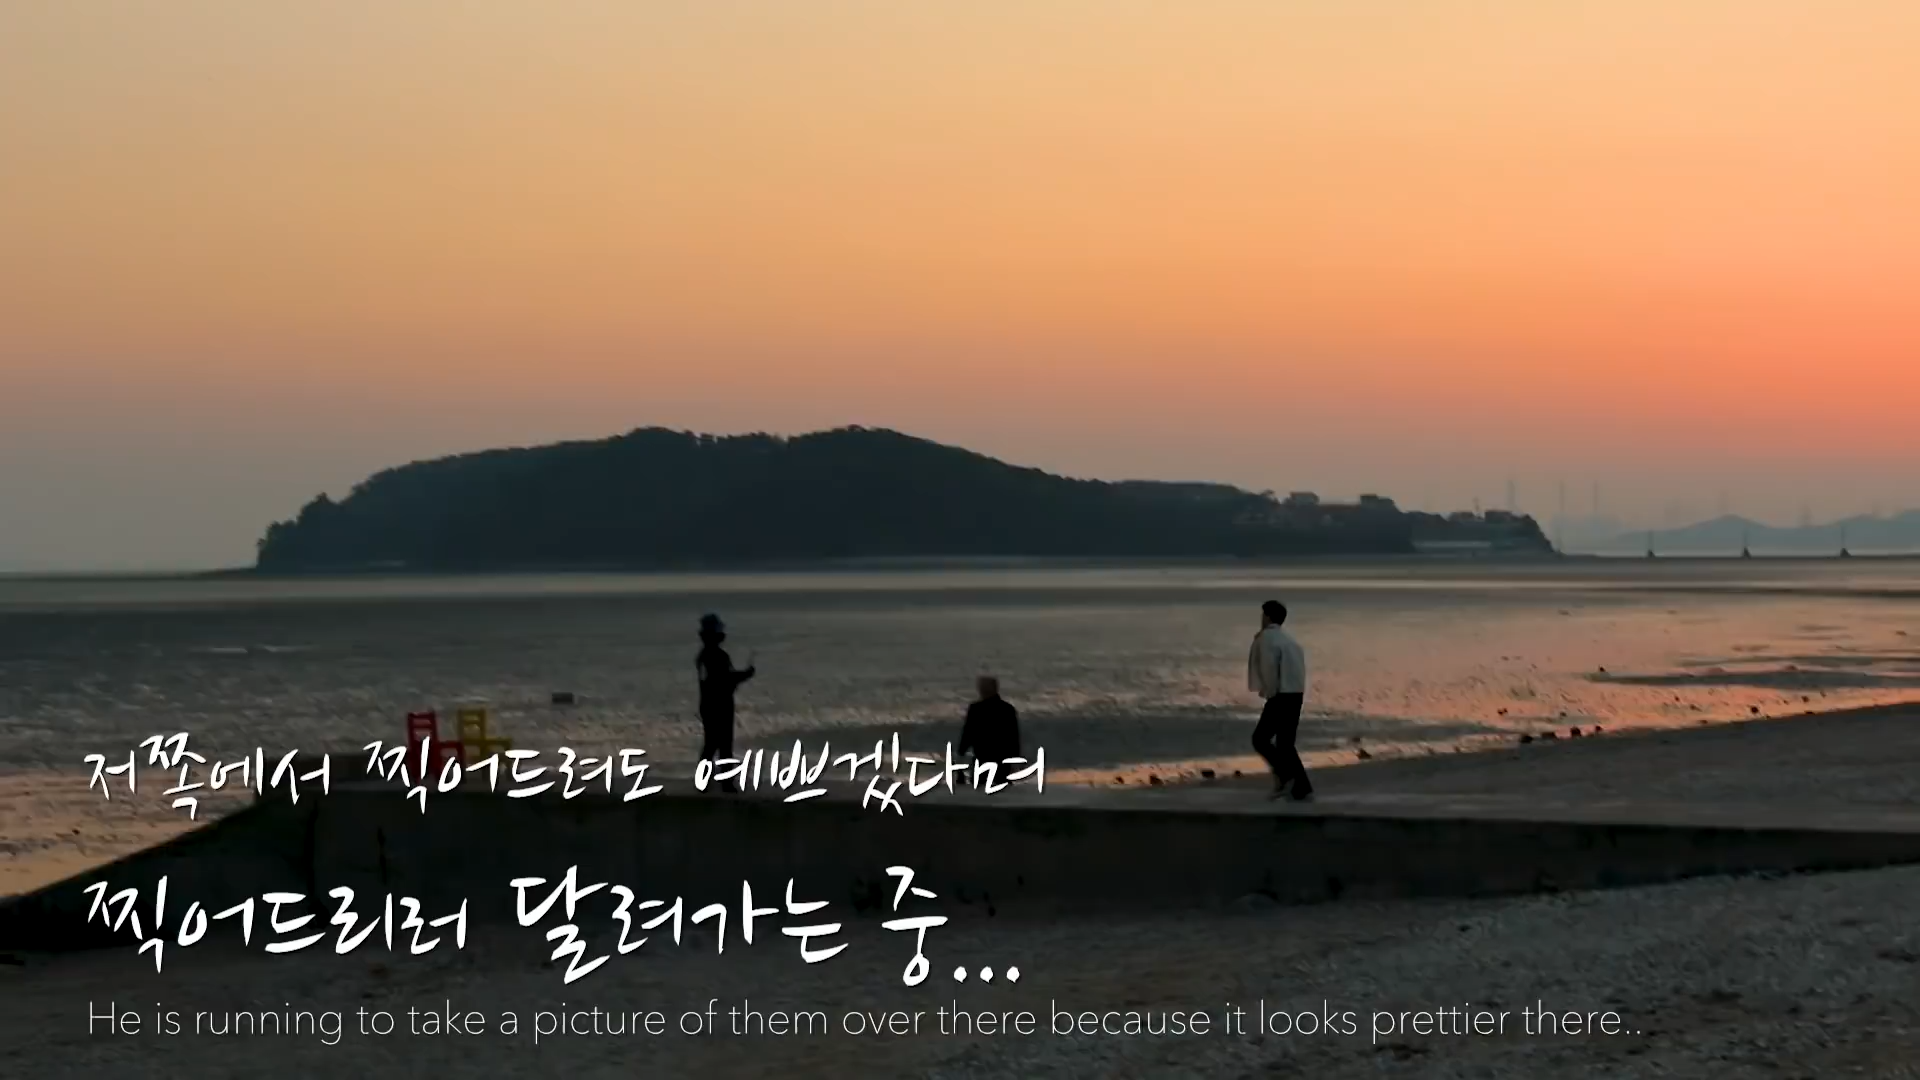 저쪽에서 찍어드려도 예쁘겠다며
찍어드리러 달려가는 중...
He is running to take a picture of them over there because it looks prettier there..